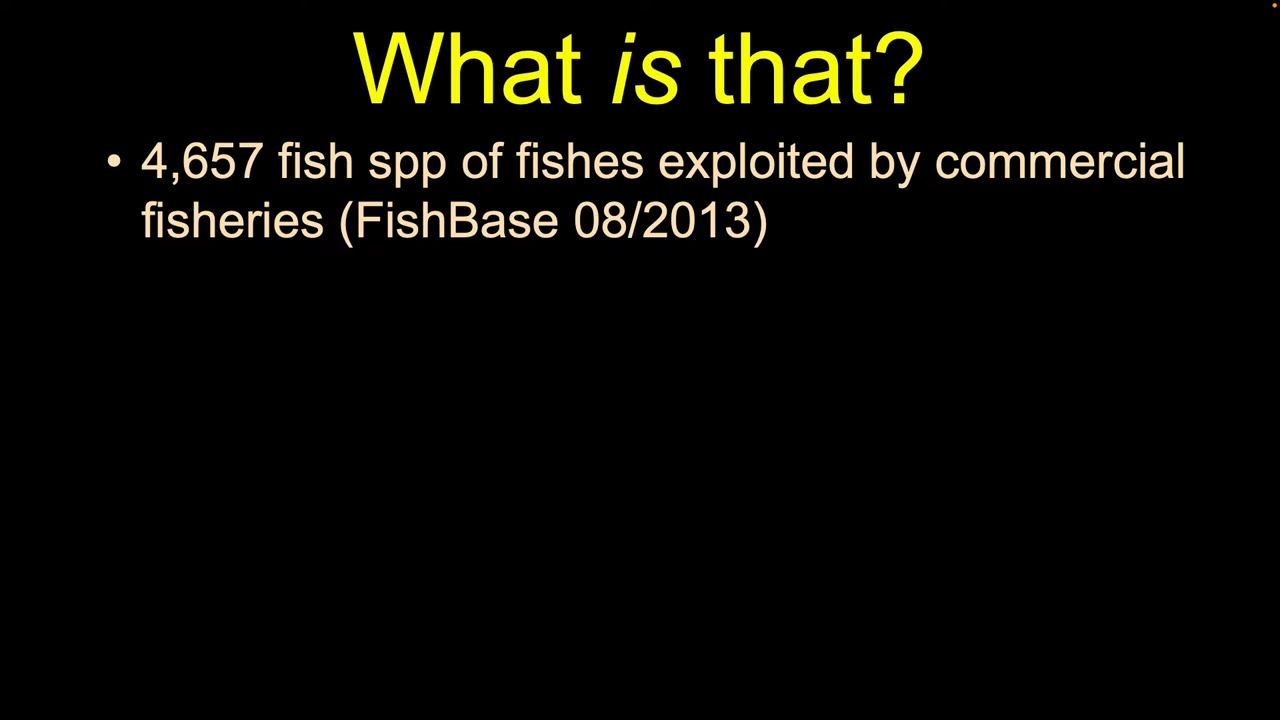 What is that?
• 4,657 fish spp of fishes exploited by commercial
fisheries (FishBase 08/2013)